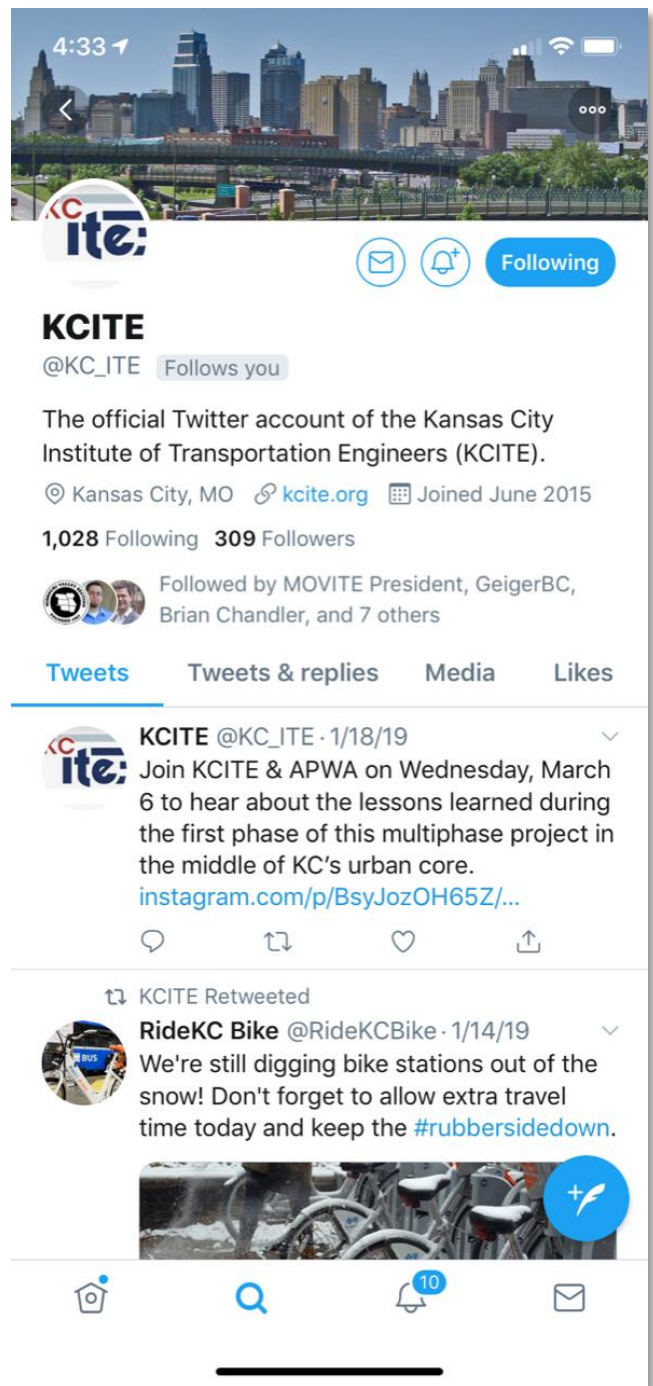 4:33
KC
ite:
Following
KCITE
@KC_ITE Follows you
The official Twitter account of the Kansas City
Institute of Transportation Engineers (KCITE).
Kansas City, MO kcite.org Joined June 2015
1,028 Following 309 Followers
Followed by MOVITE President, GeigerBC,
Brian Chandler, and 7 others
Tweets Tweets & replies Media Likes
KC
ite:
KCITE @KC_ITE · 1/18/19
Join KCITE & APWA on Wednesday, March
6 to hear about the lessons learned during
the first phase of this multiphase project in
the middle of KC’s urban core.
instagram.com/p/BsyJozOH65Z/...
KCITE Retweeted
BUS
RideKC Bike @RideKCBike · 1/14/19
We're still digging bike stations out of the
snow! Don't forget to allow extra travel
time today and keep the #rubbersidedown.
10